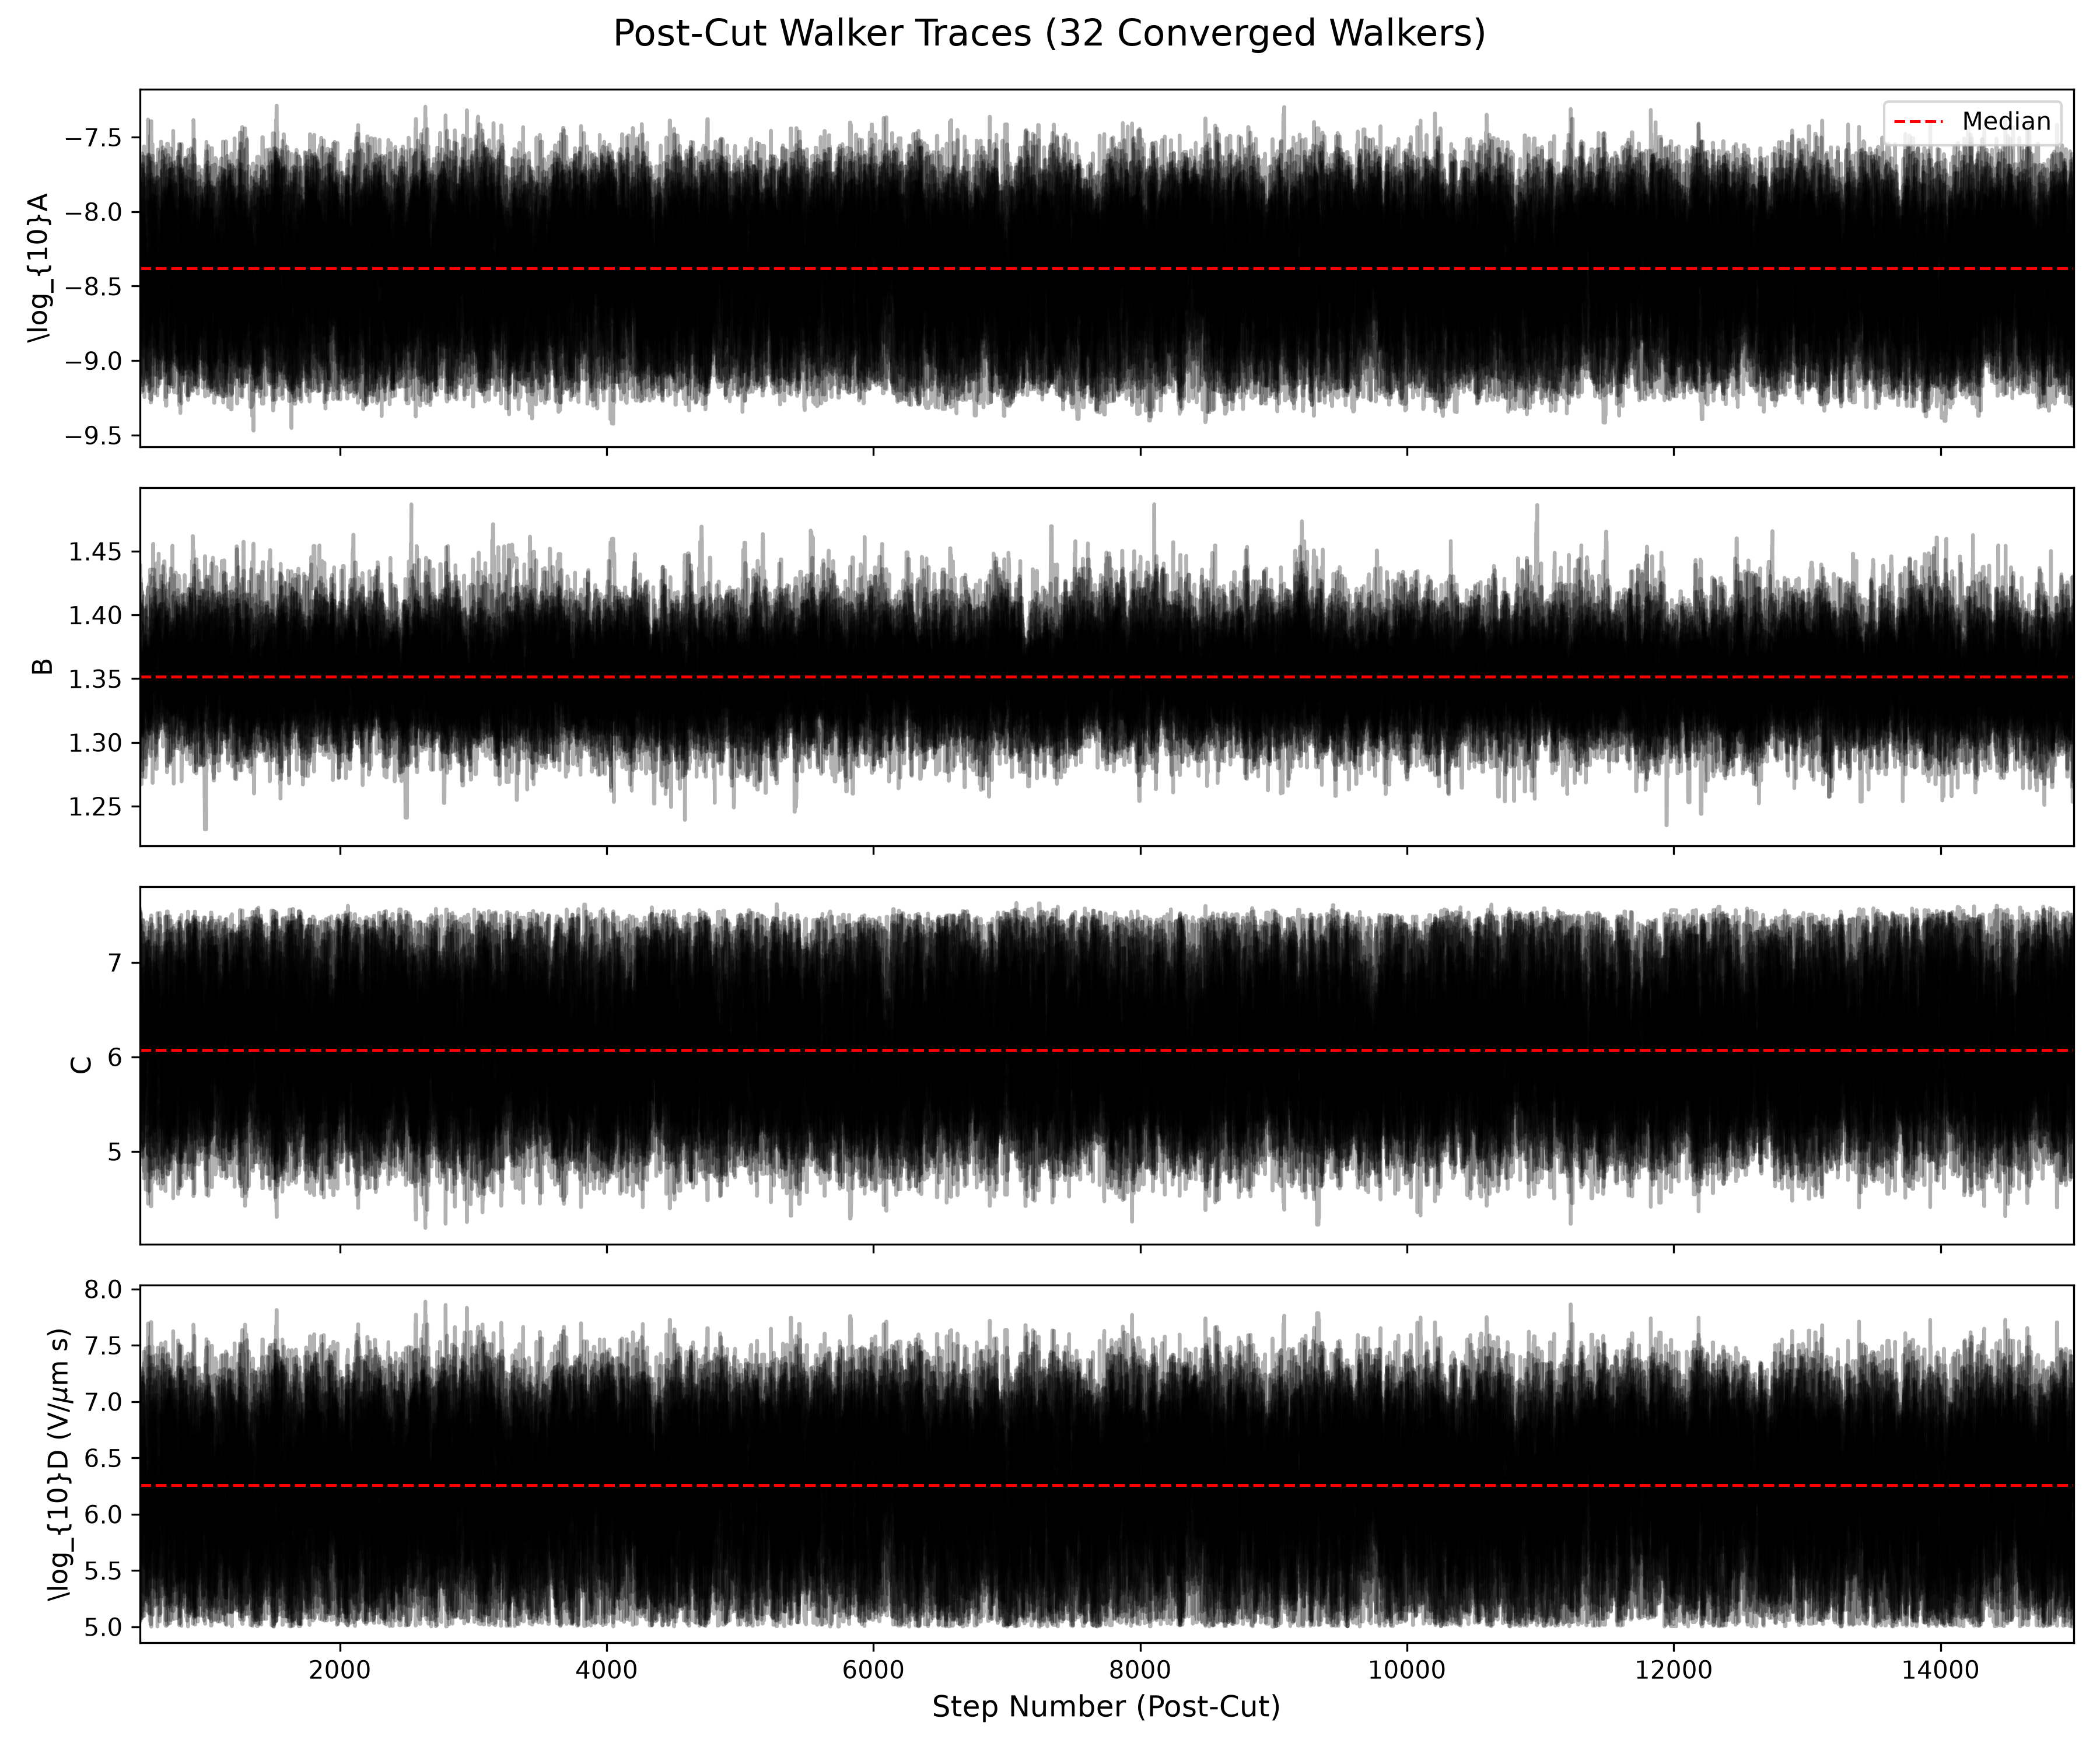 Post-Cut Walker Traces (32 Converged Walkers)
Median
\log_{10}A
−7.5
−8.0
−8.5
−9.0
−9.5
B
1.45
1.40
1.35
1.30
1.25
C
7
6
5
\log_{10}D (V/μm s)
8.0
7.5
7.0
6.5
6.0
5.5
5.0
2000 4000 6000 8000 10000 12000 14000
Step Number (Post-Cut)